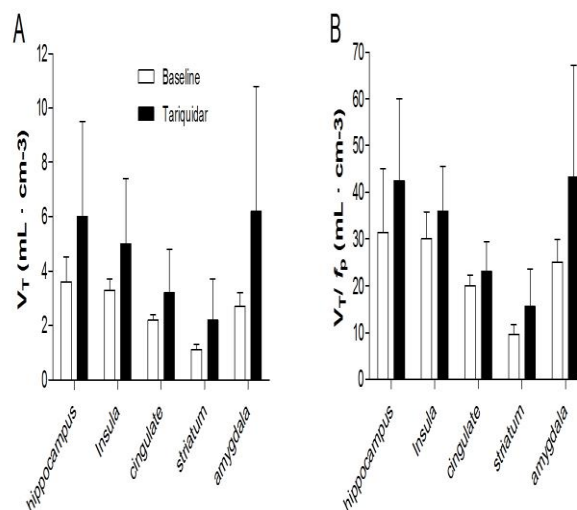 A
V_T (mL · cm-3)
12
10
8
6
4
2
0
Baseline
Tariquidar
hippocampus
Insula
cingulate
striatum
amygdala
B
V_T/ f_p (mL · cm-3)
70
60
50
40
30
20
10
0
hippocampus
Insula
cingulate
striatum
amygdala